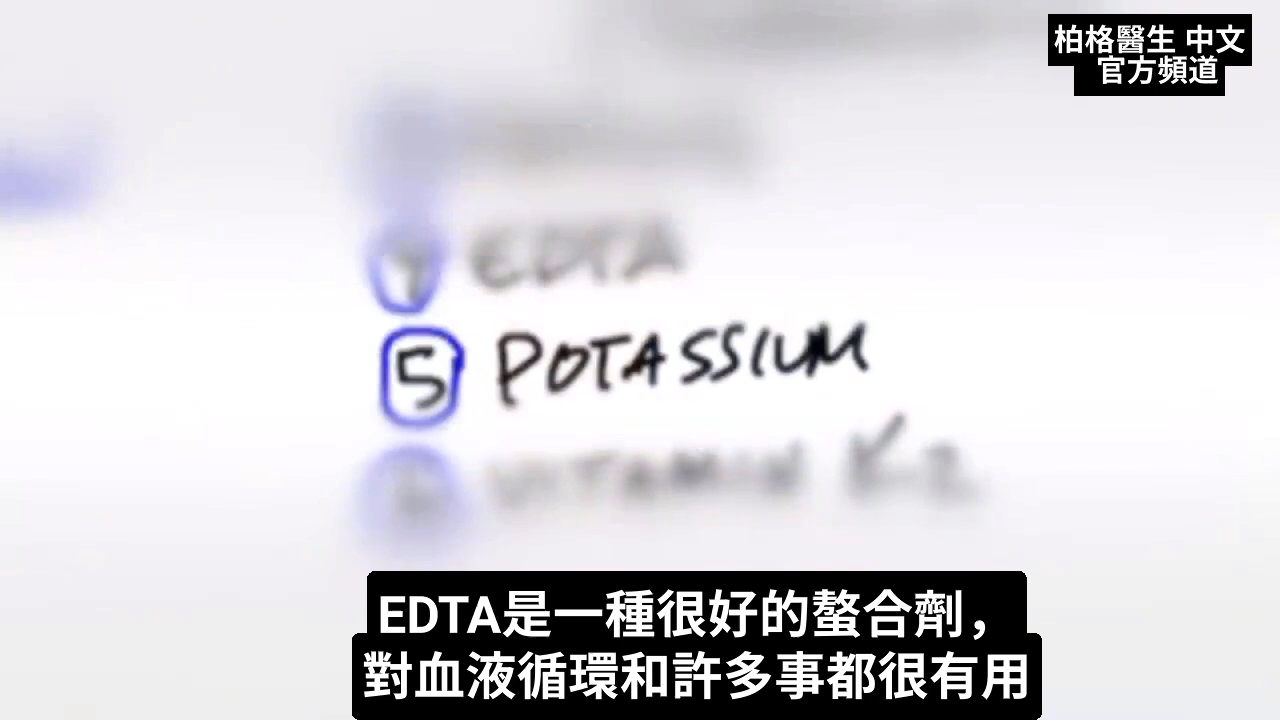 柏格醫生 中文
官方頻道
EDTA
5 POTASSIUM
VITAMIN K2
EDTA是一種很好的螯合劑，
對血液循環和許多事都很有用